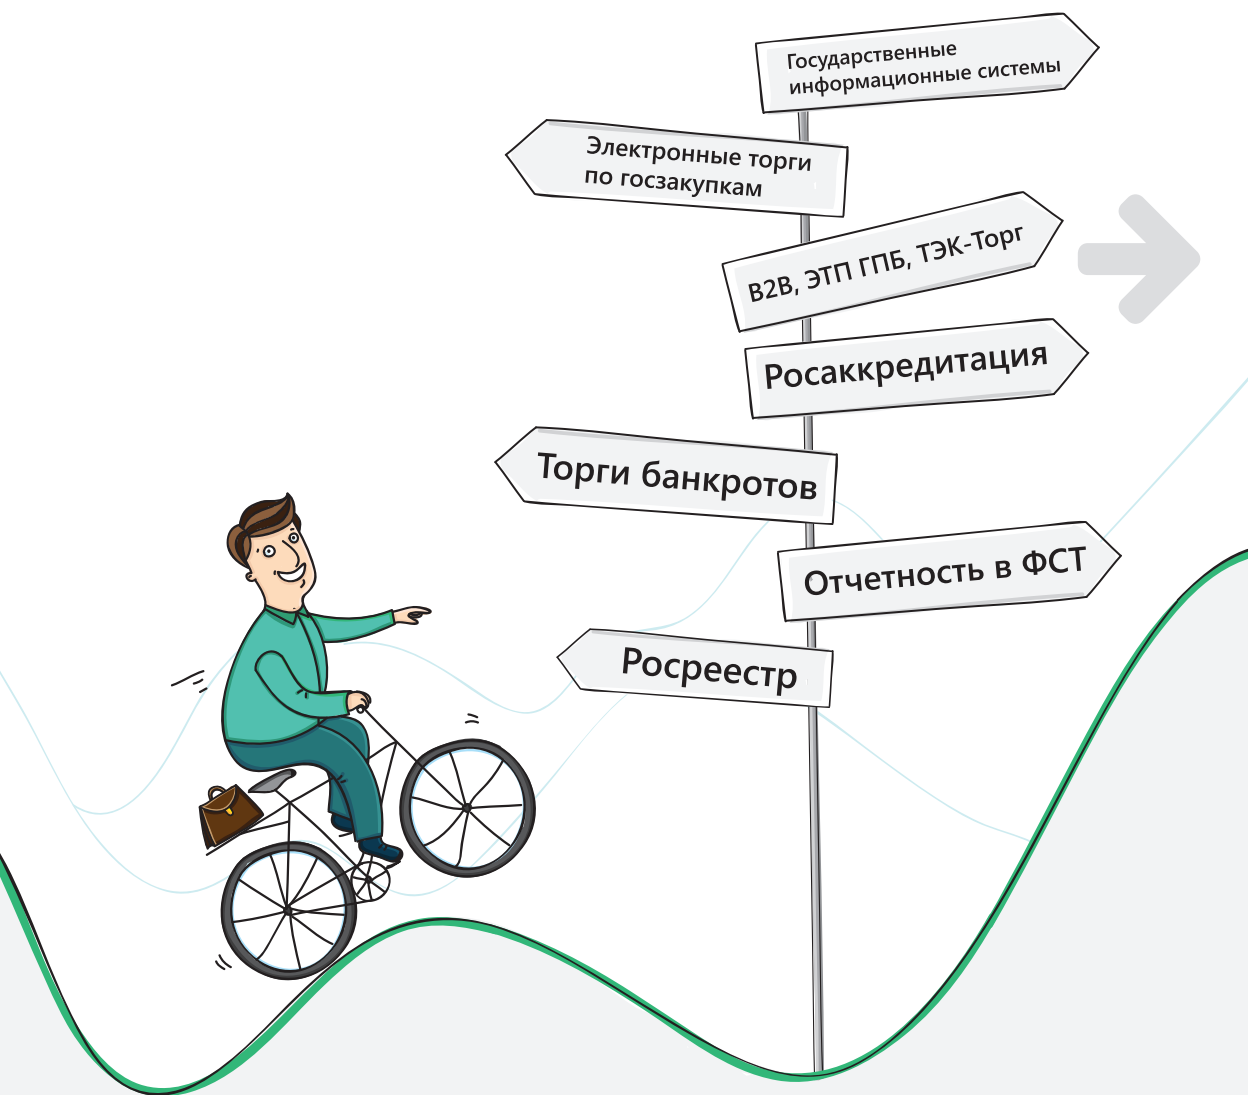 Государственные
информационные системы
Электронные торги
по госзакупкам
B2B, ЭТП ГПБ, ТЭК-Торг
Росаккредитация
Торги банкротов
Отчетность в ФСТ
Росреестр